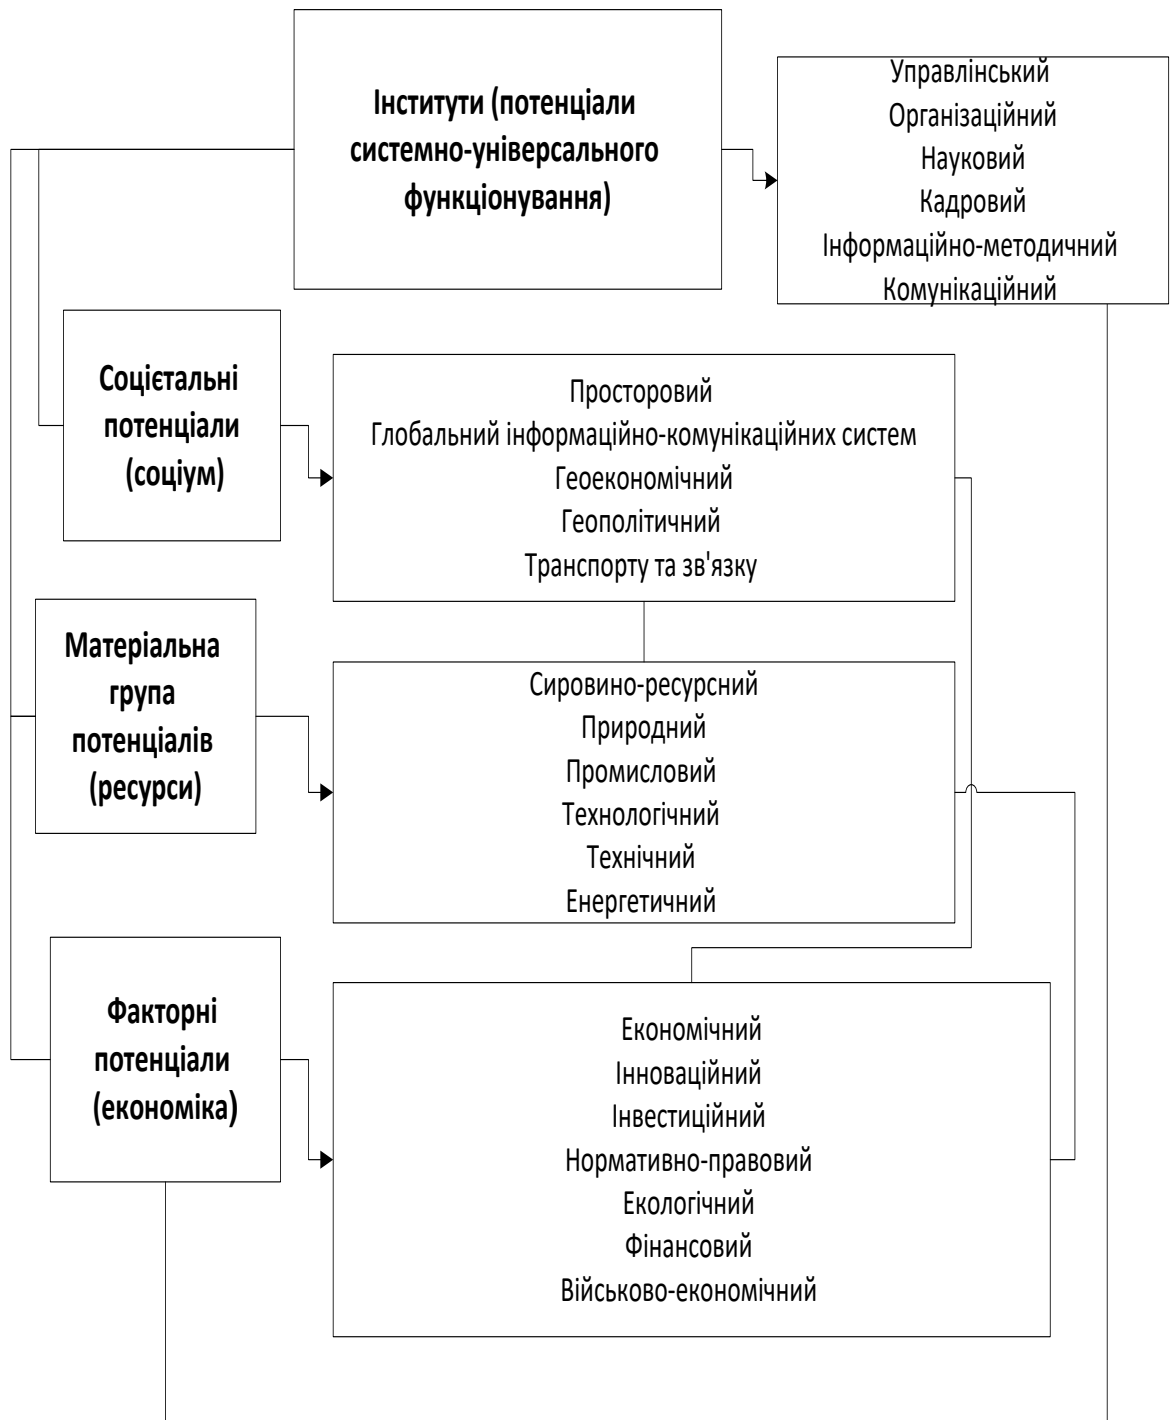 Інститути (потенціали
системно-універсального
функціонування)
Управлінський
Організаційний
Науковий
Кадровий
Інформаційно-методичний
Комунікаційний
Соцієтальні
потенціали
(соціум)
Просторовий
Глобальний інформаційно-комунікаційних систем
Геоекономічний
Геополітичний
Транспорту та зв'язку
Матеріальна
група
потенціалів
(ресурси)
Сировино-ресурсний
Природний
Промисловий
Технологічний
Технічний
Енергетичний
Факторні
потенціали
(економіка)
Економічний
Інноваційний
Інвестиційний
Нормативно-правовий
Екологічний
Фінансовий
Військово-економічний